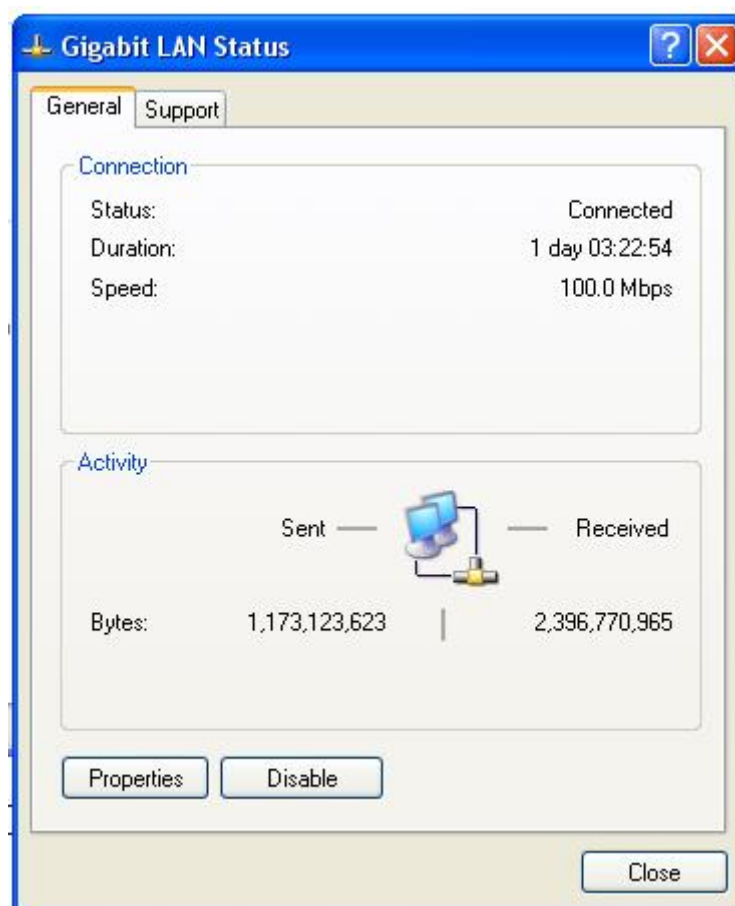 Gigabit LAN Status
General Support
Connection
Status: Connected
Duration: 1 day 03:22:54
Speed: 100.0 Mbps
Activity
Sent Received
Bytes: 1,173,123,623 2,396,770,965
Properties Disable
Close